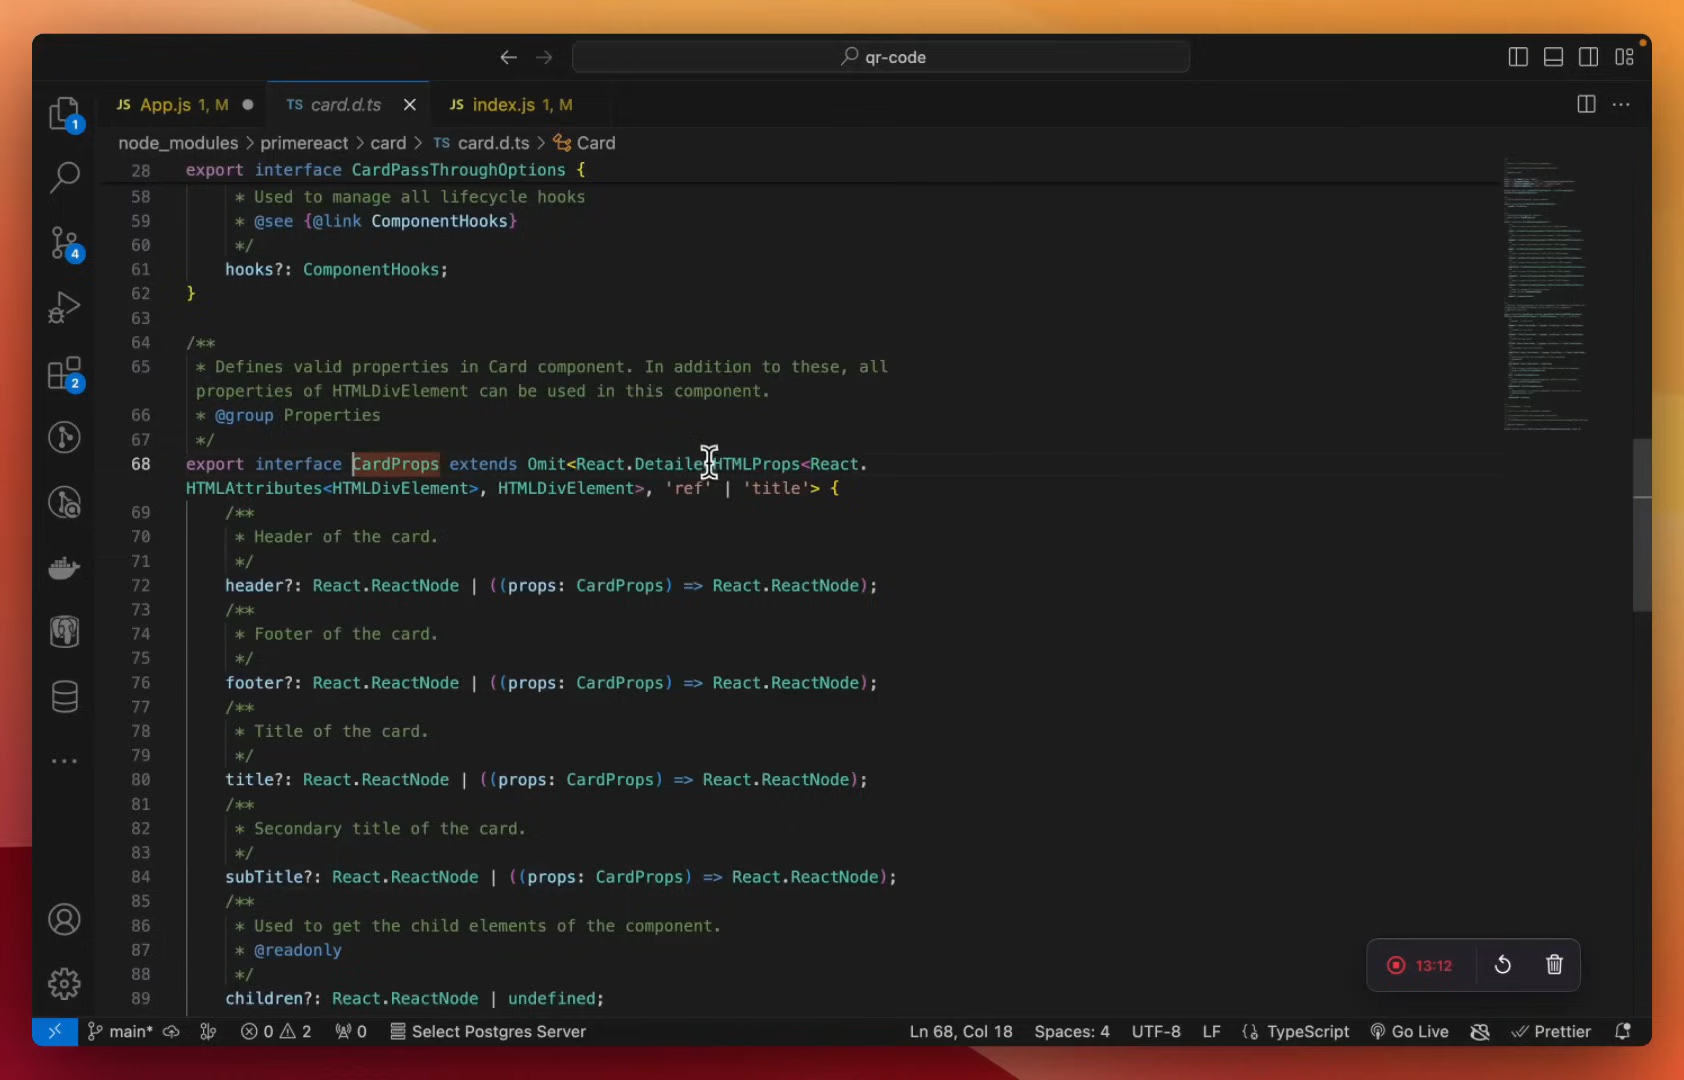 qr-code
JS App.js 1, M
TS card.d.ts
JS index.js 1, M
1
node_modules > primereact > card > TS card.d.ts > Card
28 export interface CardPassThroughOptions {
58 * Used to manage all lifecycle hooks
59 * @see {@link ComponentHooks}
60 */
61 hooks?: ComponentHooks;
62 }
63
64 /**
65 * Defines valid properties in Card component. In addition to these, all
properties of HTMLDivElement can be used in this component.
66 * @group Properties
67 */
68 export interface CardProps extends Omit<React.DetailedHTMLProps<React.
HTMLAttributes<HTMLDivElement>, HTMLDivElement>, 'ref' | 'title'> {
69 /**
70 * Header of the card.
71 */
72 header?: React.ReactNode | ((props: CardProps) => React.ReactNode);
73 /**
74 * Footer of the card.
75 */
76 footer?: React.ReactNode | ((props: CardProps) => React.ReactNode);
77 /**
78 * Title of the card.
79 */
80 title?: React.ReactNode | ((props: CardProps) => React.ReactNode);
81 /**
82 * Secondary title of the card.
83 */
84 subTitle?: React.ReactNode | ((props: CardProps) => React.ReactNode);
85 /**
86 * Used to get the child elements of the component.
87 * @readonly
88 */
89 children?: React.ReactNode | undefined;
4
2
13:12
main* 0 2 0 Select Postgres Server
Ln 68, Col 18 Spaces: 4 UTF-8 LF {} TypeScript Go Live Prettier